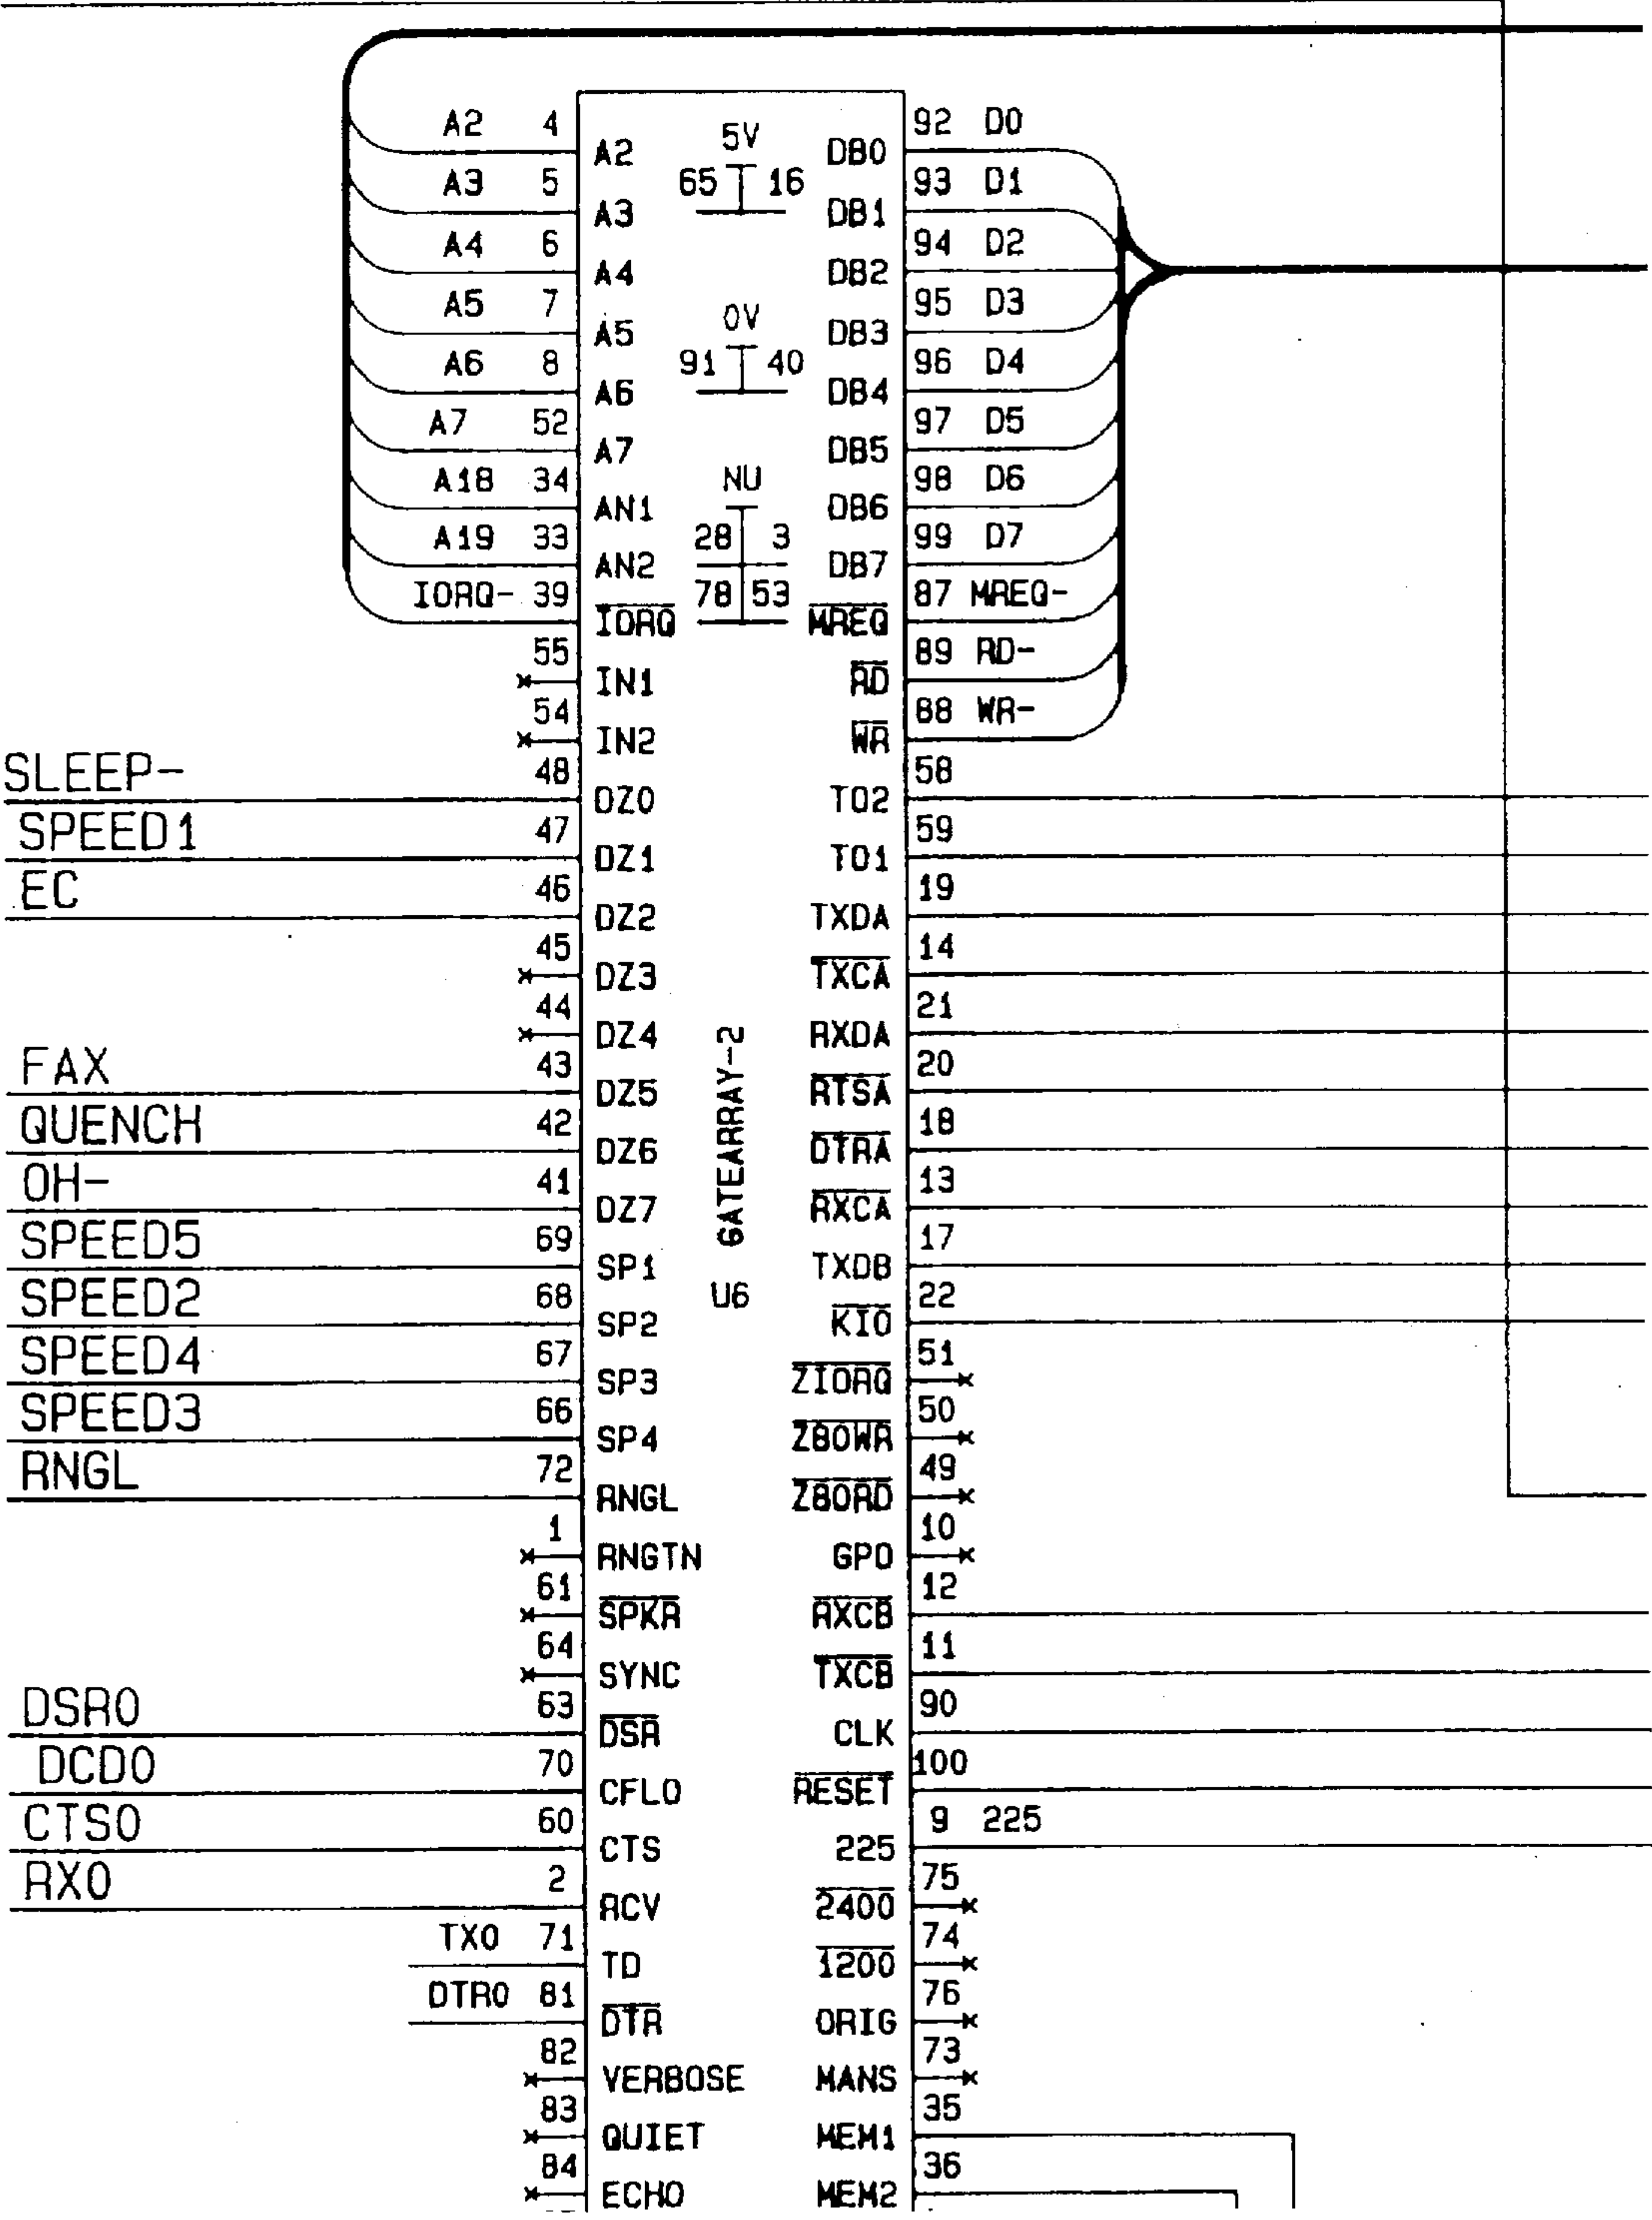 A2 4 A2 5V DB0 92 D0
A3 5 A3 65 16 DB1 93 D1
A4 6 A4 DB2 94 D2
A5 7 A5 0V DB3 95 D3
A6 8 A6 91 40 DB4 96 D4
A7 52 A7 DB5 97 D5
A18 34 AN1 NU DB6 98 D6
A19 33 AN2 28 3 DB7 99 D7
IORQ- 39 IORQ 78 53 MREQ 87 MREQ-
55 IN1 RD 89 RD-
54 IN2 WR 88 WR-
SLEEP- 48 DZ0 TO2 58
SPEED1 47 DZ1 TO1 59
EC 46 DZ2 TXDA 19
45 DZ3 TXCA 14
44 DZ4 RXDA 21
FAX 43 DZ5 RTSA 20
QUENCH 42 DZ6 DTRA 18
OH- 41 DZ7 RXCA 13
GATEARRAY-2
SPEED5 69 SP1 TXDB 17
SPEED2 68 SP2 U6 KIO 22
SPEED4 67 SP3 ZIORQ 51
SPEED3 66 SP4 Z80WR 50
RNGL 72 RNGL Z80RD 49
1 RNGTN GPO 10
61 SPKR RXCB 12
64 SYNC TXCB 11
DSR0 63 DSR CLK 90
DCD0 70 CFLO RESET 100
CTS0 60 CTS 225 9 225
RX0 2 RCV 2400 75
TX0 71 TD 1200 74
DTR0 81 DTR ORIG 76
82 VERBOSE MANS 73
83 QUIET MEM1 35
84 ECHO MEM2 36